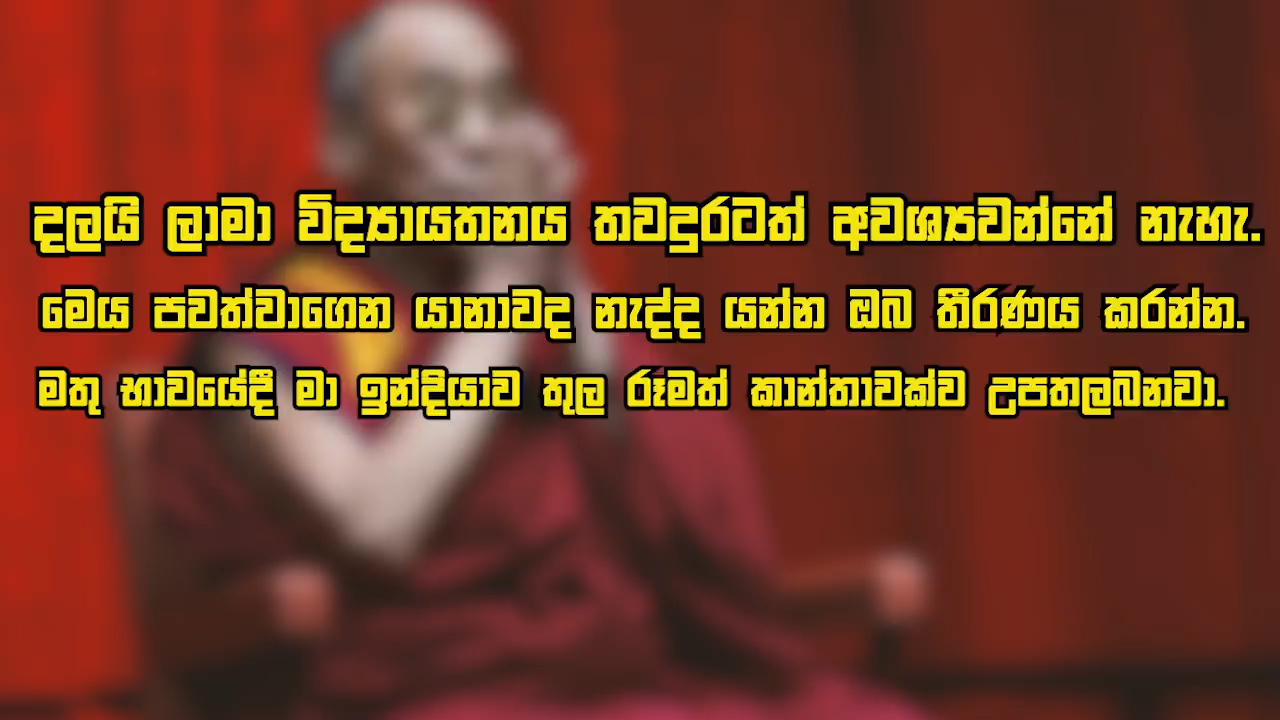 දලයි ලාමා විද්‍යායතනය තවදුරටත් අවශ්‍යවන්නේ නැහැ.
මෙය පවත්වාගෙන යානාවද නැද්ද යන්න ඔබ තීරණය කරන්න.
මතු භාවයේදී මා ඉන්දියාව තුල රූමත් කාන්තාවක්ව උපතලබනවා.